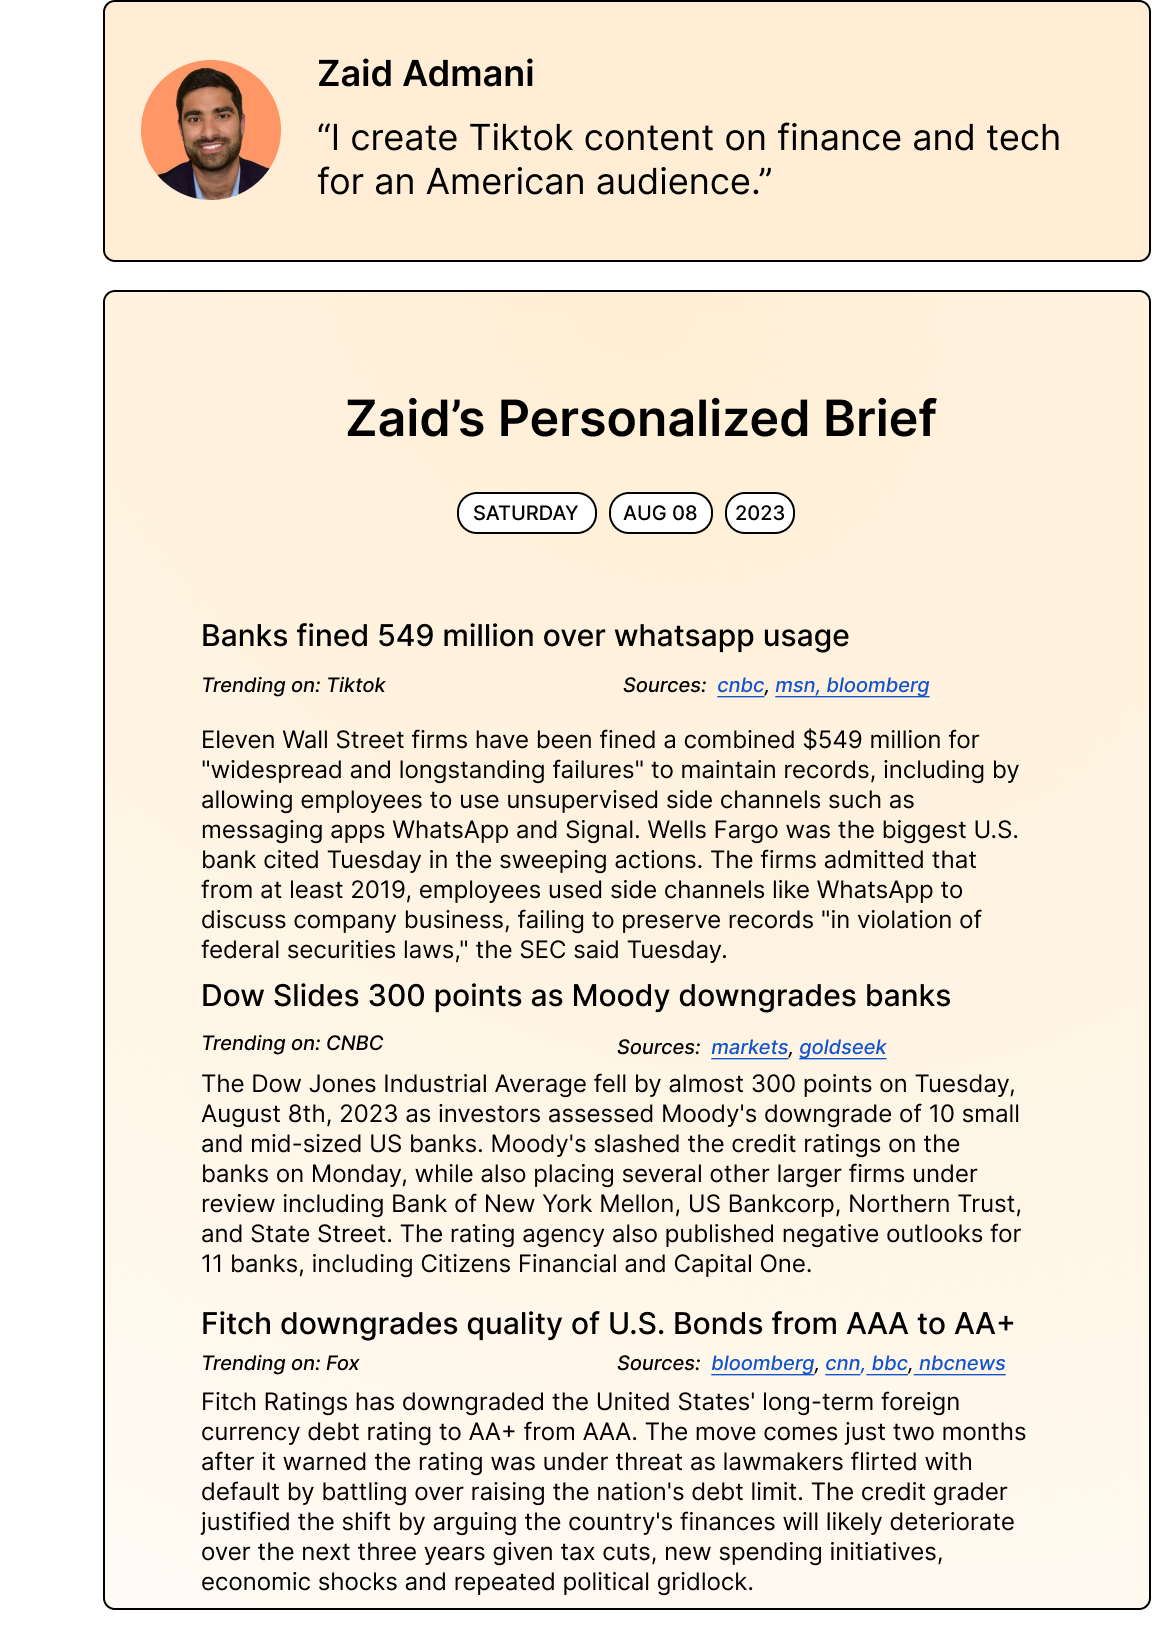 Zaid Admani
“I create Tiktok content on finance and tech
for an American audience.”
Zaid’s Personalized Brief
SATURDAY AUG 08 2023
Banks fined 549 million over whatsapp usage
Trending on: Tiktok Sources: cnbc, msn, bloomberg
Eleven Wall Street firms have been fined a combined $549 million for
"widespread and longstanding failures" to maintain records, including by
allowing employees to use unsupervised side channels such as
messaging apps WhatsApp and Signal. Wells Fargo was the biggest U.S.
bank cited Tuesday in the sweeping actions. The firms admitted that
from at least 2019, employees used side channels like WhatsApp to
discuss company business, failing to preserve records "in violation of
federal securities laws," the SEC said Tuesday.
Dow Slides 300 points as Moody downgrades banks
Trending on: CNBC Sources: markets, goldseek
The Dow Jones Industrial Average fell by almost 300 points on Tuesday,
August 8th, 2023 as investors assessed Moody's downgrade of 10 small
and mid-sized US banks. Moody's slashed the credit ratings on the
banks on Monday, while also placing several other larger firms under
review including Bank of New York Mellon, US Bankcorp, Northern Trust,
and State Street. The rating agency also published negative outlooks for
11 banks, including Citizens Financial and Capital One.
Fitch downgrades quality of U.S. Bonds from AAA to AA+
Trending on: Fox Sources: bloomberg, cnn, bbc, nbcnews
Fitch Ratings has downgraded the United States' long-term foreign
currency debt rating to AA+ from AAA. The move comes just two months
after it warned the rating was under threat as lawmakers flirted with
default by battling over raising the nation's debt limit. The credit grader
justified the shift by arguing the country's finances will likely deteriorate
over the next three years given tax cuts, new spending initiatives,
economic shocks and repeated political gridlock.